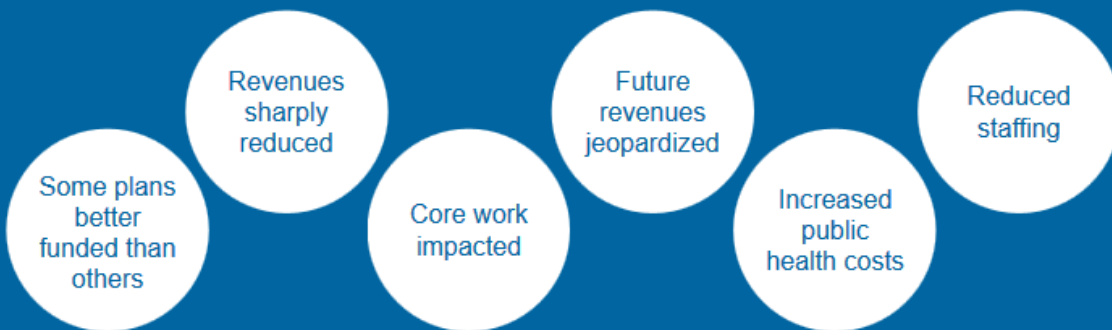 Some plans
better
funded than
others
Revenues
sharply
reduced
Core work
impacted
Future
revenues
jeopardized
Increased
public
health costs
Reduced
staffing